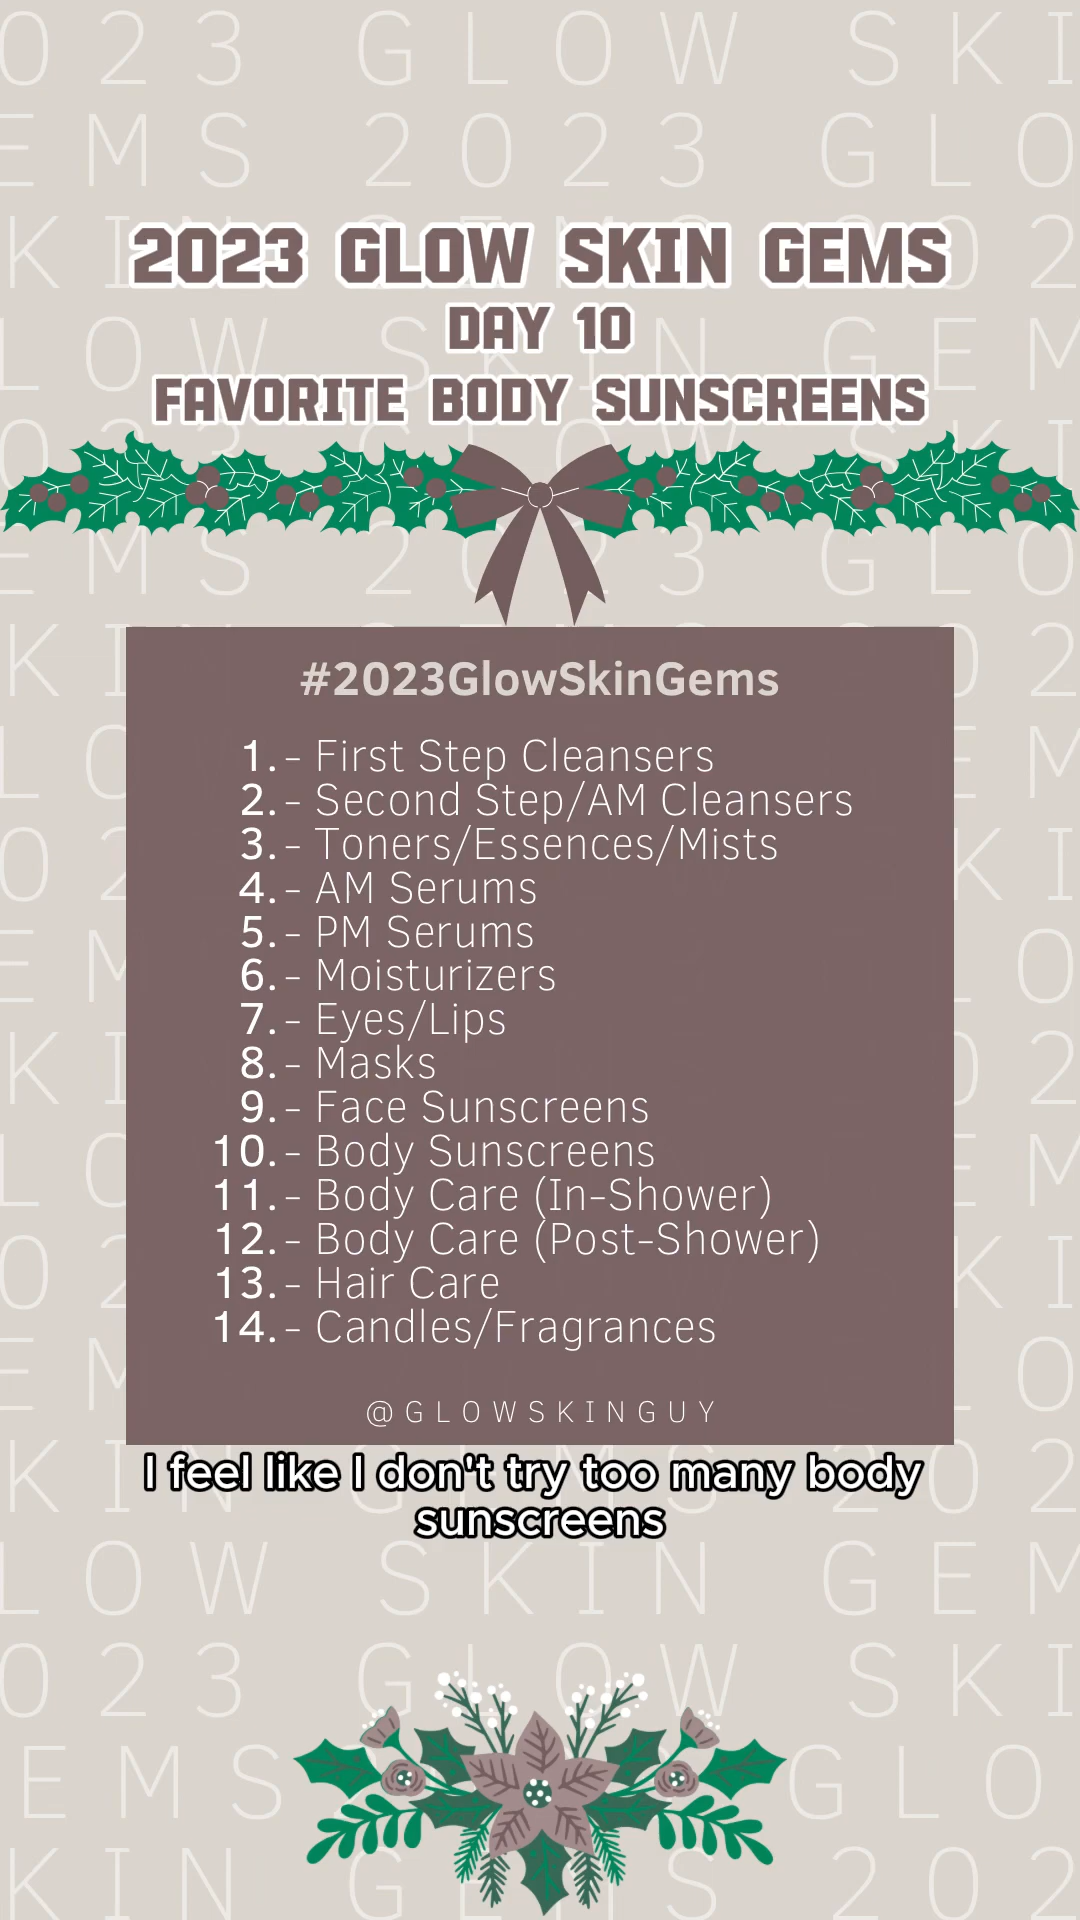 2023 GLOW SKIN GEMS
DAY 10
FAVORITE BODY SUNSCREENS
#2023GlowSkinGems
1.- First Step Cleansers
2.- Second Step/AM Cleansers
3.- Toners/Essences/Mists
4.- AM Serums
5.- PM Serums
6.- Moisturizers
7.- Eyes/Lips
8.- Masks
9.- Face Sunscreens
10.- Body Sunscreens
11.- Body Care (In-Shower)
12.- Body Care (Post-Shower)
13.- Hair Care
14.- Candles/Fragrances
@GLOWSKINGUY
I feel like I don't try too many body
sunscreens